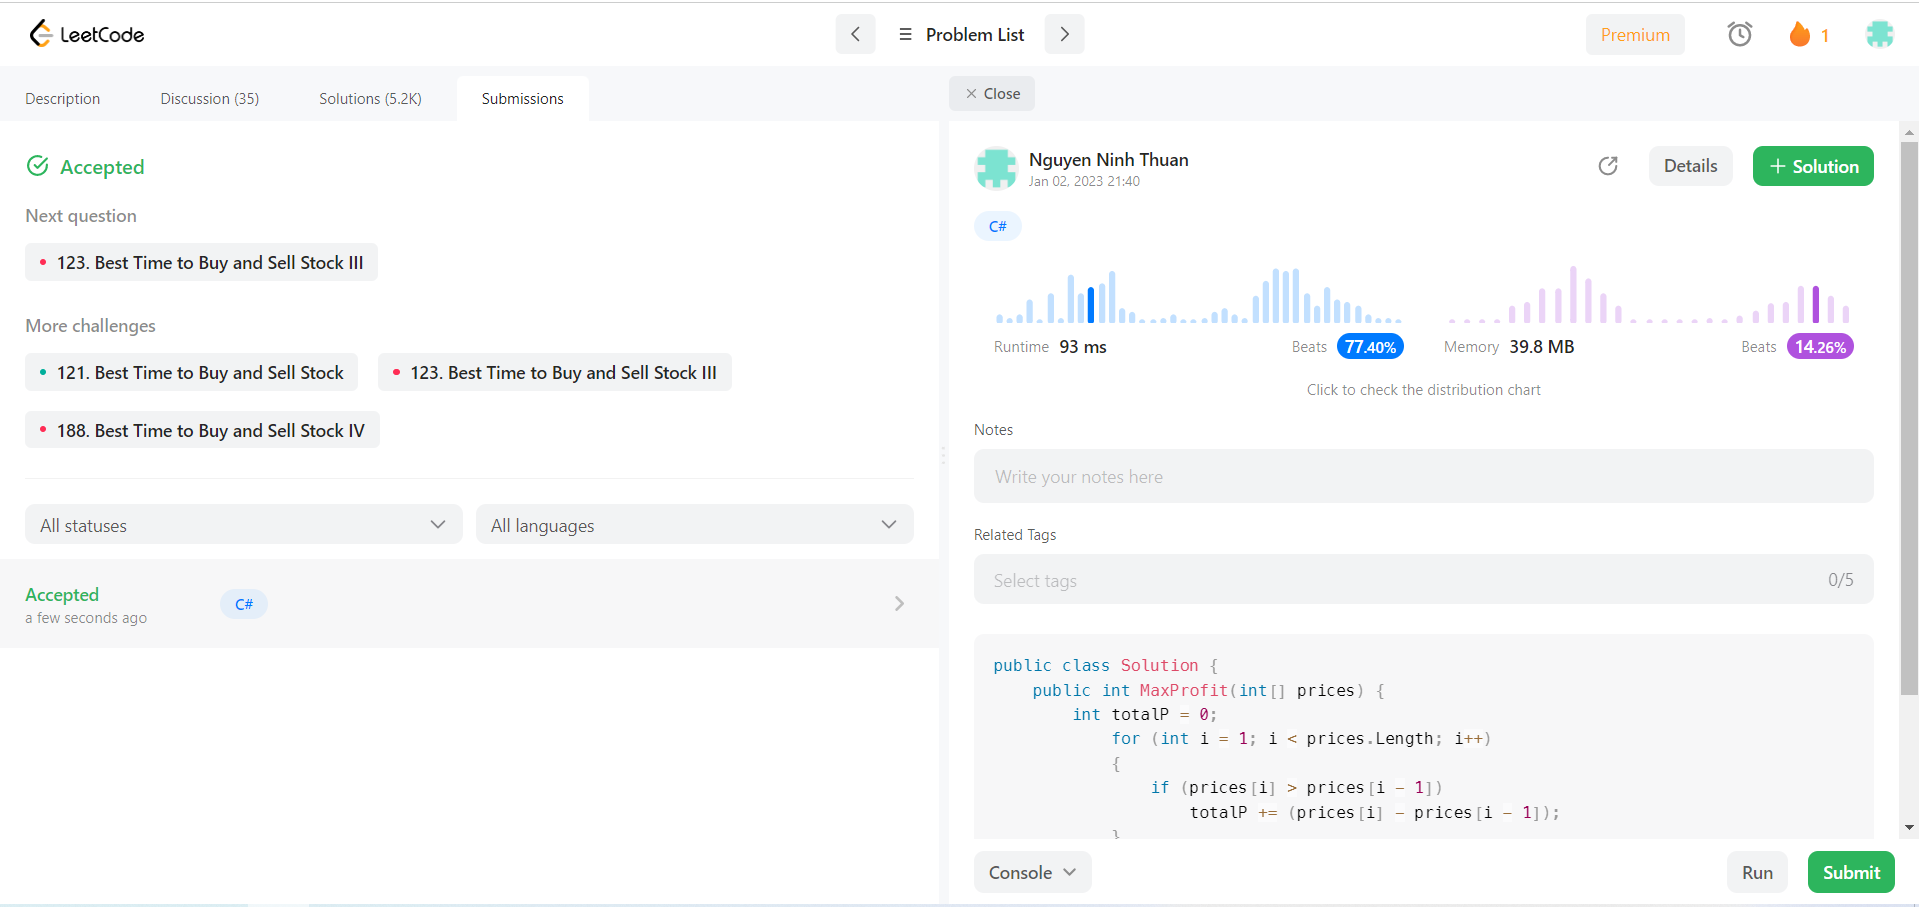 LeetCode
Problem List
Premium
1
Description
Discussion (35)
Solutions (5.2K)
Submissions
Close
Accepted
Next question
123. Best Time to Buy and Sell Stock III
More challenges
121. Best Time to Buy and Sell Stock
123. Best Time to Buy and Sell Stock III
188. Best Time to Buy and Sell Stock IV
All statuses
All languages
Accepted
a few seconds ago
C#
Nguyen Ninh Thuan
Jan 02, 2023 21:40
Details
+ Solution
C#
Runtime 93 ms
Beats 77.40%
Memory 39.8 MB
Beats 14.26%
Click to check the distribution chart
Notes
Write your notes here
Related Tags
Select tags
0/5
public class Solution {
    public int MaxProfit(int[] prices) {
        int totalP = 0;
            for (int i = 1; i < prices.Length; i++)
            {
                if (prices[i] > prices[i - 1])
                    totalP += (prices[i] - prices[i - 1]);
            }
Console
Run
Submit